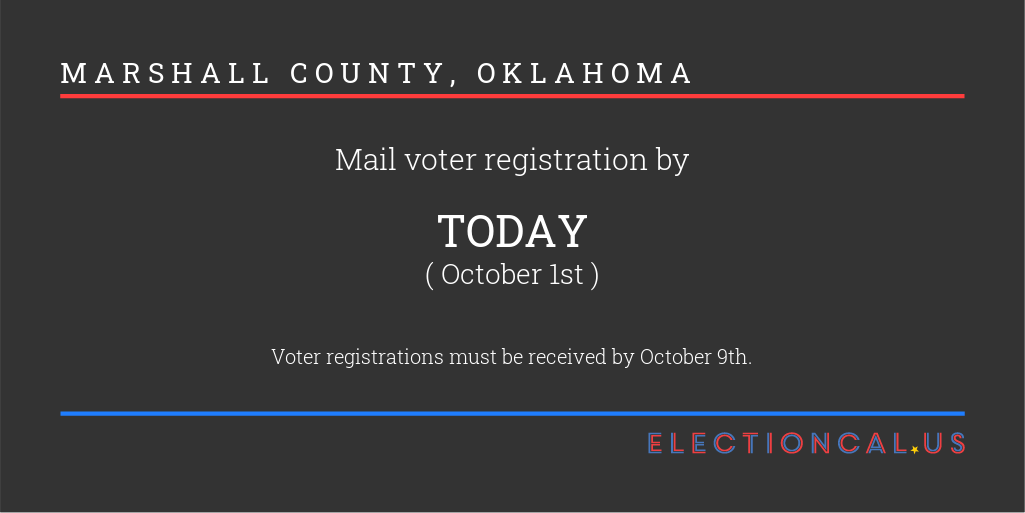 MARSHALL COUNTY, OKLAHOMA
Mail voter registration by
TODAY
( October 1st )
Voter registrations must be received by October 9th.
ELECTIONCAL.US